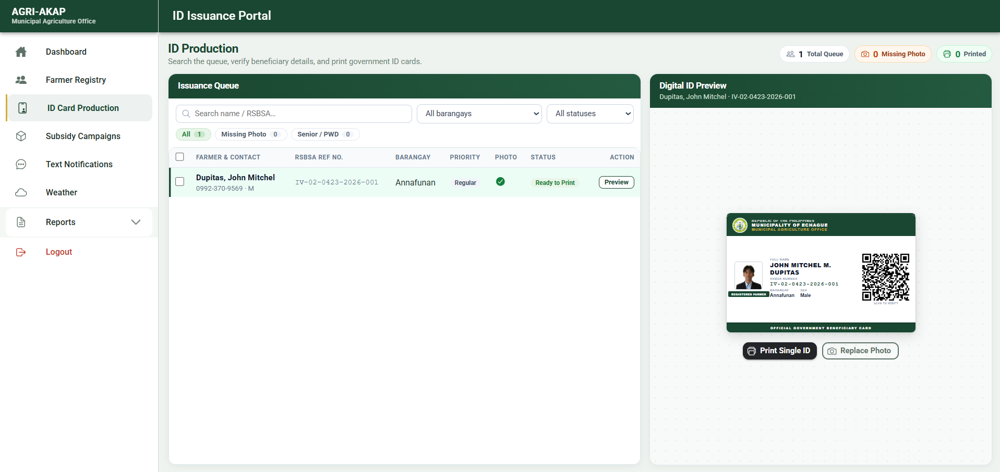 AGRI-AKAP
Municipal Agriculture Office
ID Issuance Portal
Dashboard
Farmer Registry
ID Card Production
Subsidy Campaigns
Text Notifications
Weather
Reports
Logout
ID Production
Search the queue, verify beneficiary details, and print government ID cards.
1 Total Queue
0 Missing Photo
0 Printed
Issuance Queue
Search name / RSBSA...
All barangays
All statuses
All 1
Missing Photo 0
Senior / PWD 0
FARMER & CONTACT RSBSA REF NO. BARANGAY PRIORITY PHOTO STATUS ACTION
Dupitas, John Mitchel IV-02-0423-2026-001 Annafunan Regular Ready to Print Preview
0992-370-9569 · M
Digital ID Preview
Dupitas, John Mitchel · IV-02-0423-2026-001
REPUBLIC OF THE PHILIPPINES
MUNICIPALITY OF ECHAGUE
MUNICIPAL AGRICULTURE OFFICE
FULL NAME
JOHN MITCHEL M.
DUPITAS
RSBSA NUMBER
IV-02-0423-2026-001
BARANGAY SEX
Annafunan Male
REGISTERED FARMER
SCAN TO VERIFY
OFFICIAL GOVERNMENT BENEFICIARY CARD
Print Single ID
Replace Photo